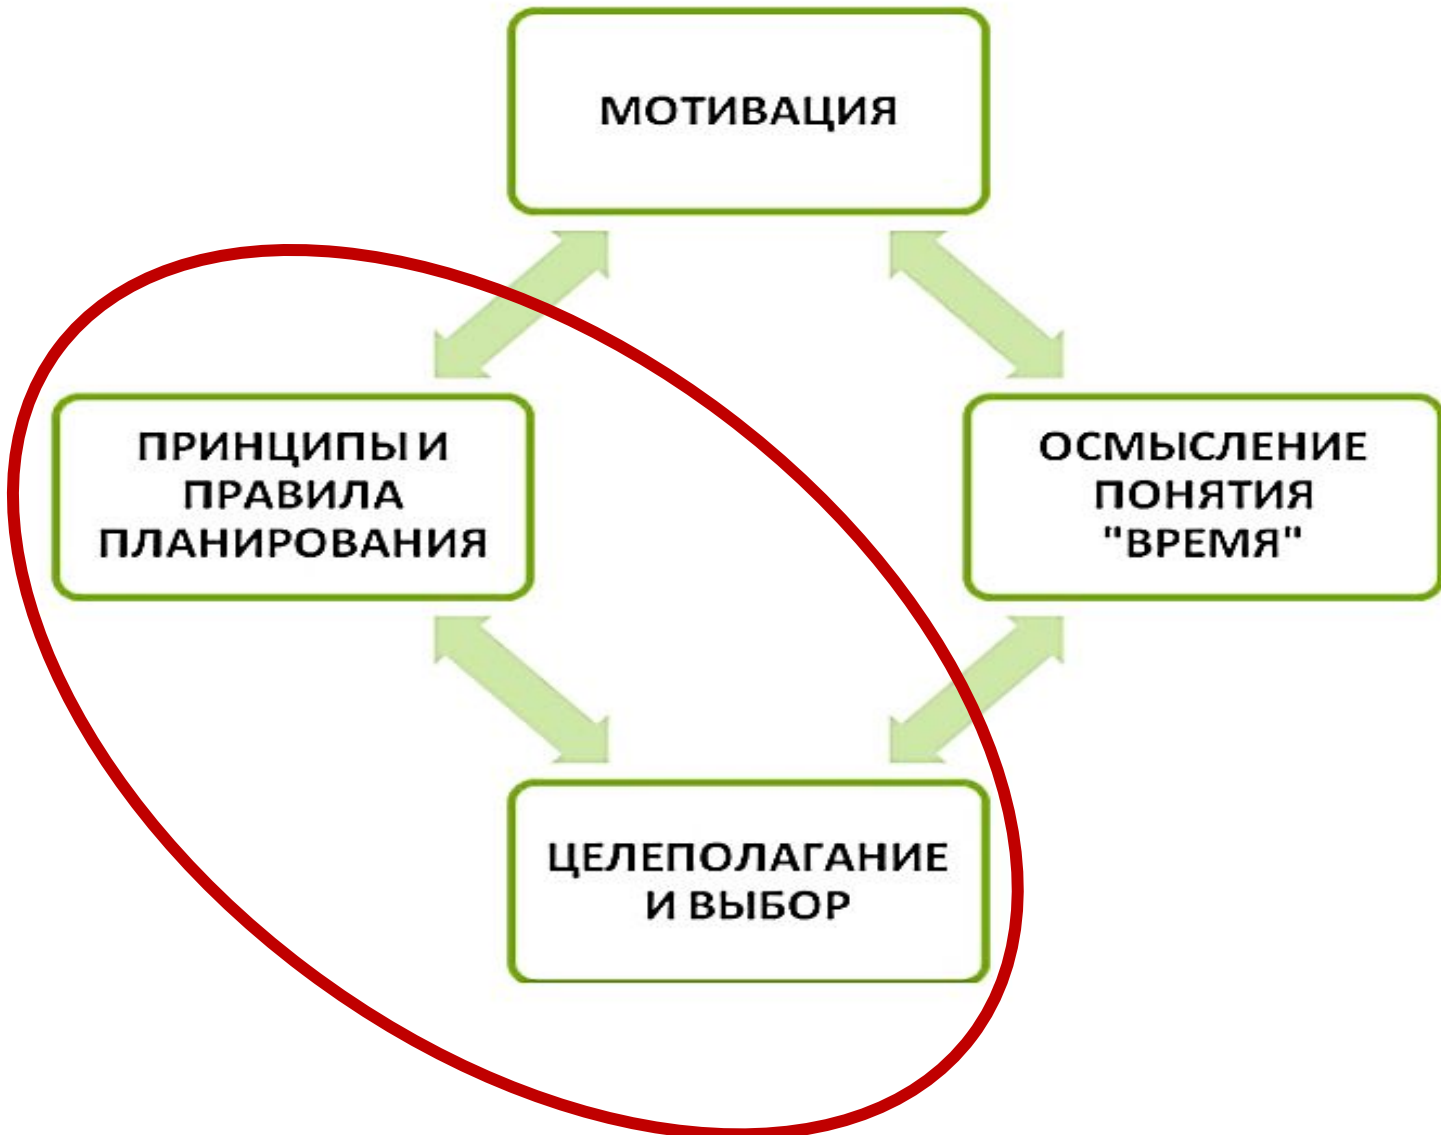 МОТИВАЦИЯ
ПРИНЦИПЫ И
ПРАВИЛА
ПЛАНИРОВАНИЯ
ОСМЫСЛЕНИЕ
ПОНЯТИЯ
"ВРЕМЯ"
ЦЕЛЕПОЛАГАНИЕ
И ВЫБОР